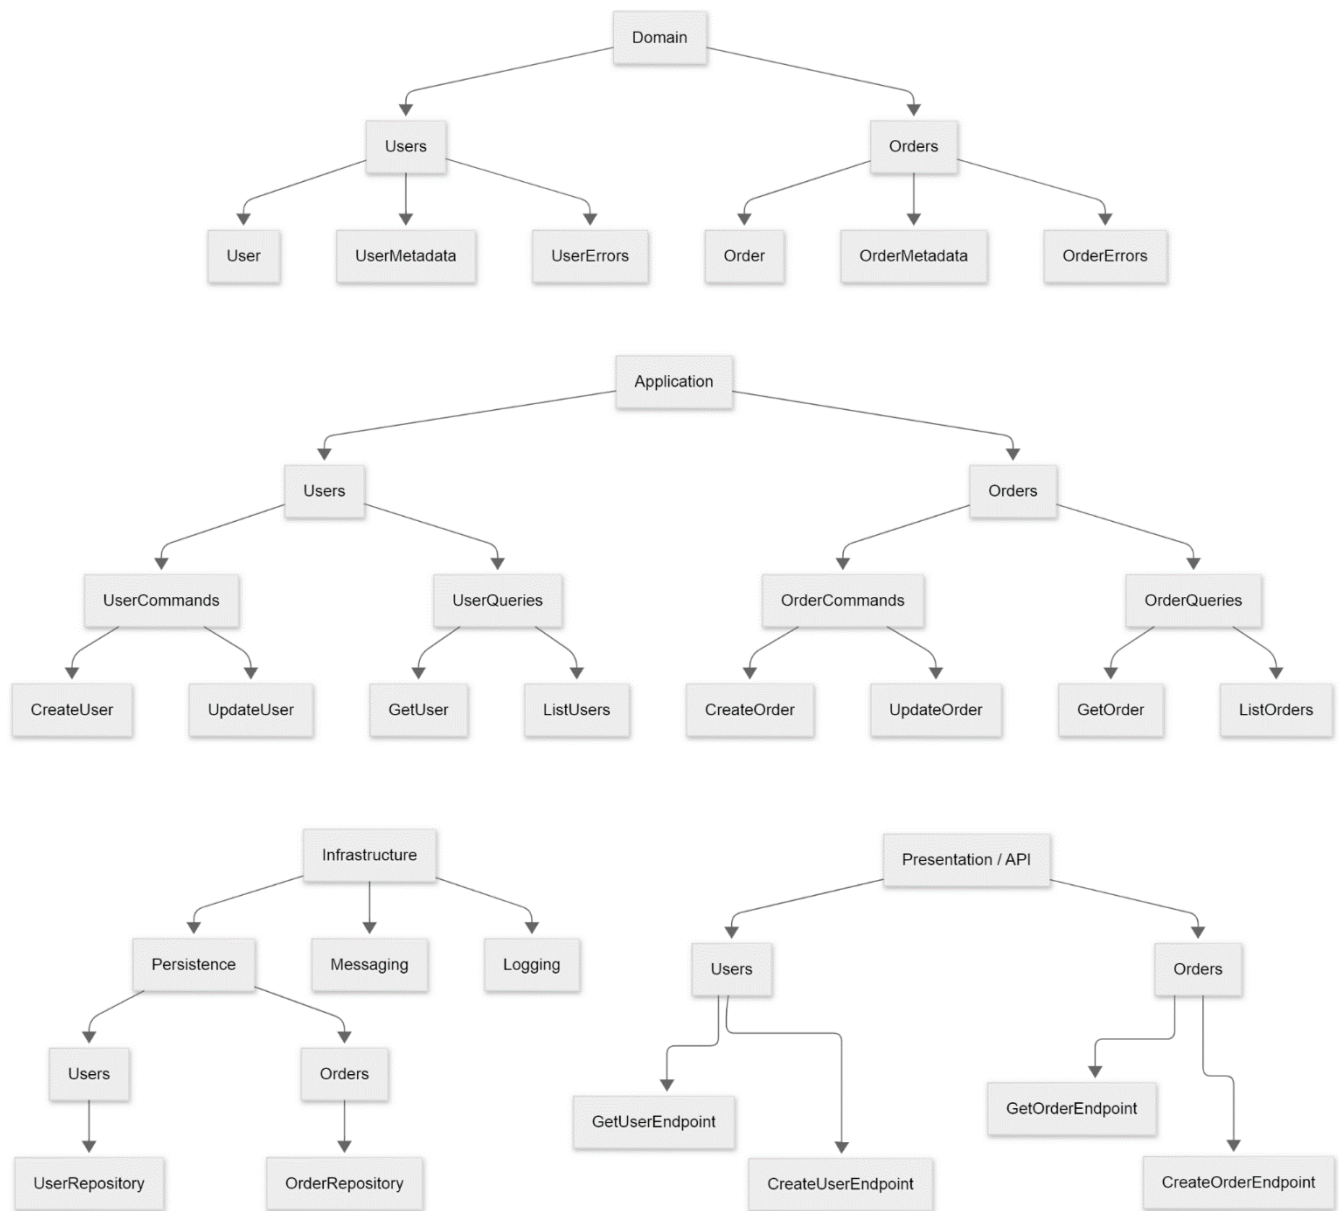 Domain
Users
Orders
User
UserMetadata
UserErrors
Order
OrderMetadata
OrderErrors
Application
Users
Orders
UserCommands
UserQueries
OrderCommands
OrderQueries
CreateUser
UpdateUser
GetUser
ListUsers
CreateOrder
UpdateOrder
GetOrder
ListOrders
Infrastructure
Persistence
Messaging
Logging
Users
Orders
UserRepository
OrderRepository
Presentation / API
Users
Orders
GetUserEndpoint
CreateUserEndpoint
GetOrderEndpoint
CreateOrderEndpoint